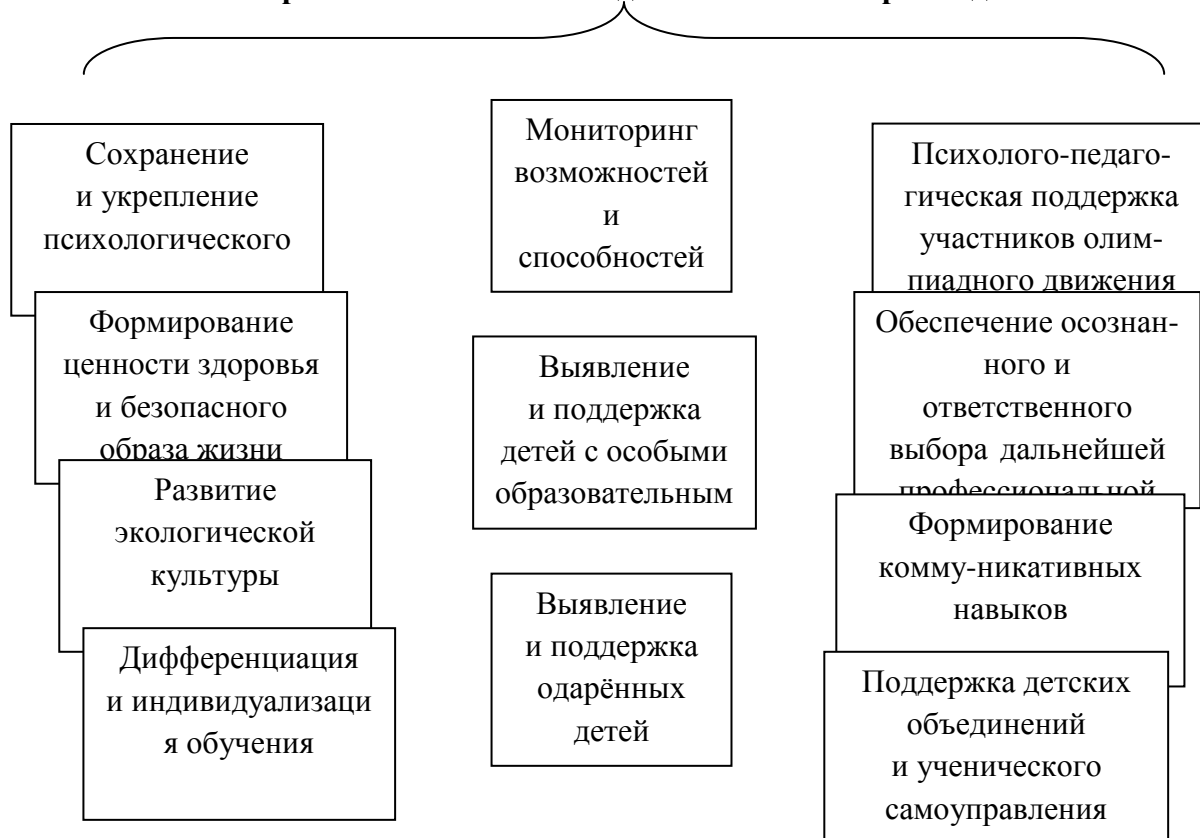 Сохранение
и укрепление
психологического
Формирование
ценности здоровья
и безопасного
образа жизни
Развитие
экологической
культуры
Дифференциация
и индивидуализаци
я обучения
Мониторинг
возможностей
и
способностей
Выявление
и поддержка
детей с особыми
образовательным
Выявление
и поддержка
одарённых
детей
Психолого-педаго-
гическая поддержка
участников олим-
пиадного движения
Обеспечение осознан-
ного и
ответственного
выбора дальнейшей
профессиональной
Формирование
комму-никативных
навыков
Поддержка детских
объединений
и ученического
самоуправления